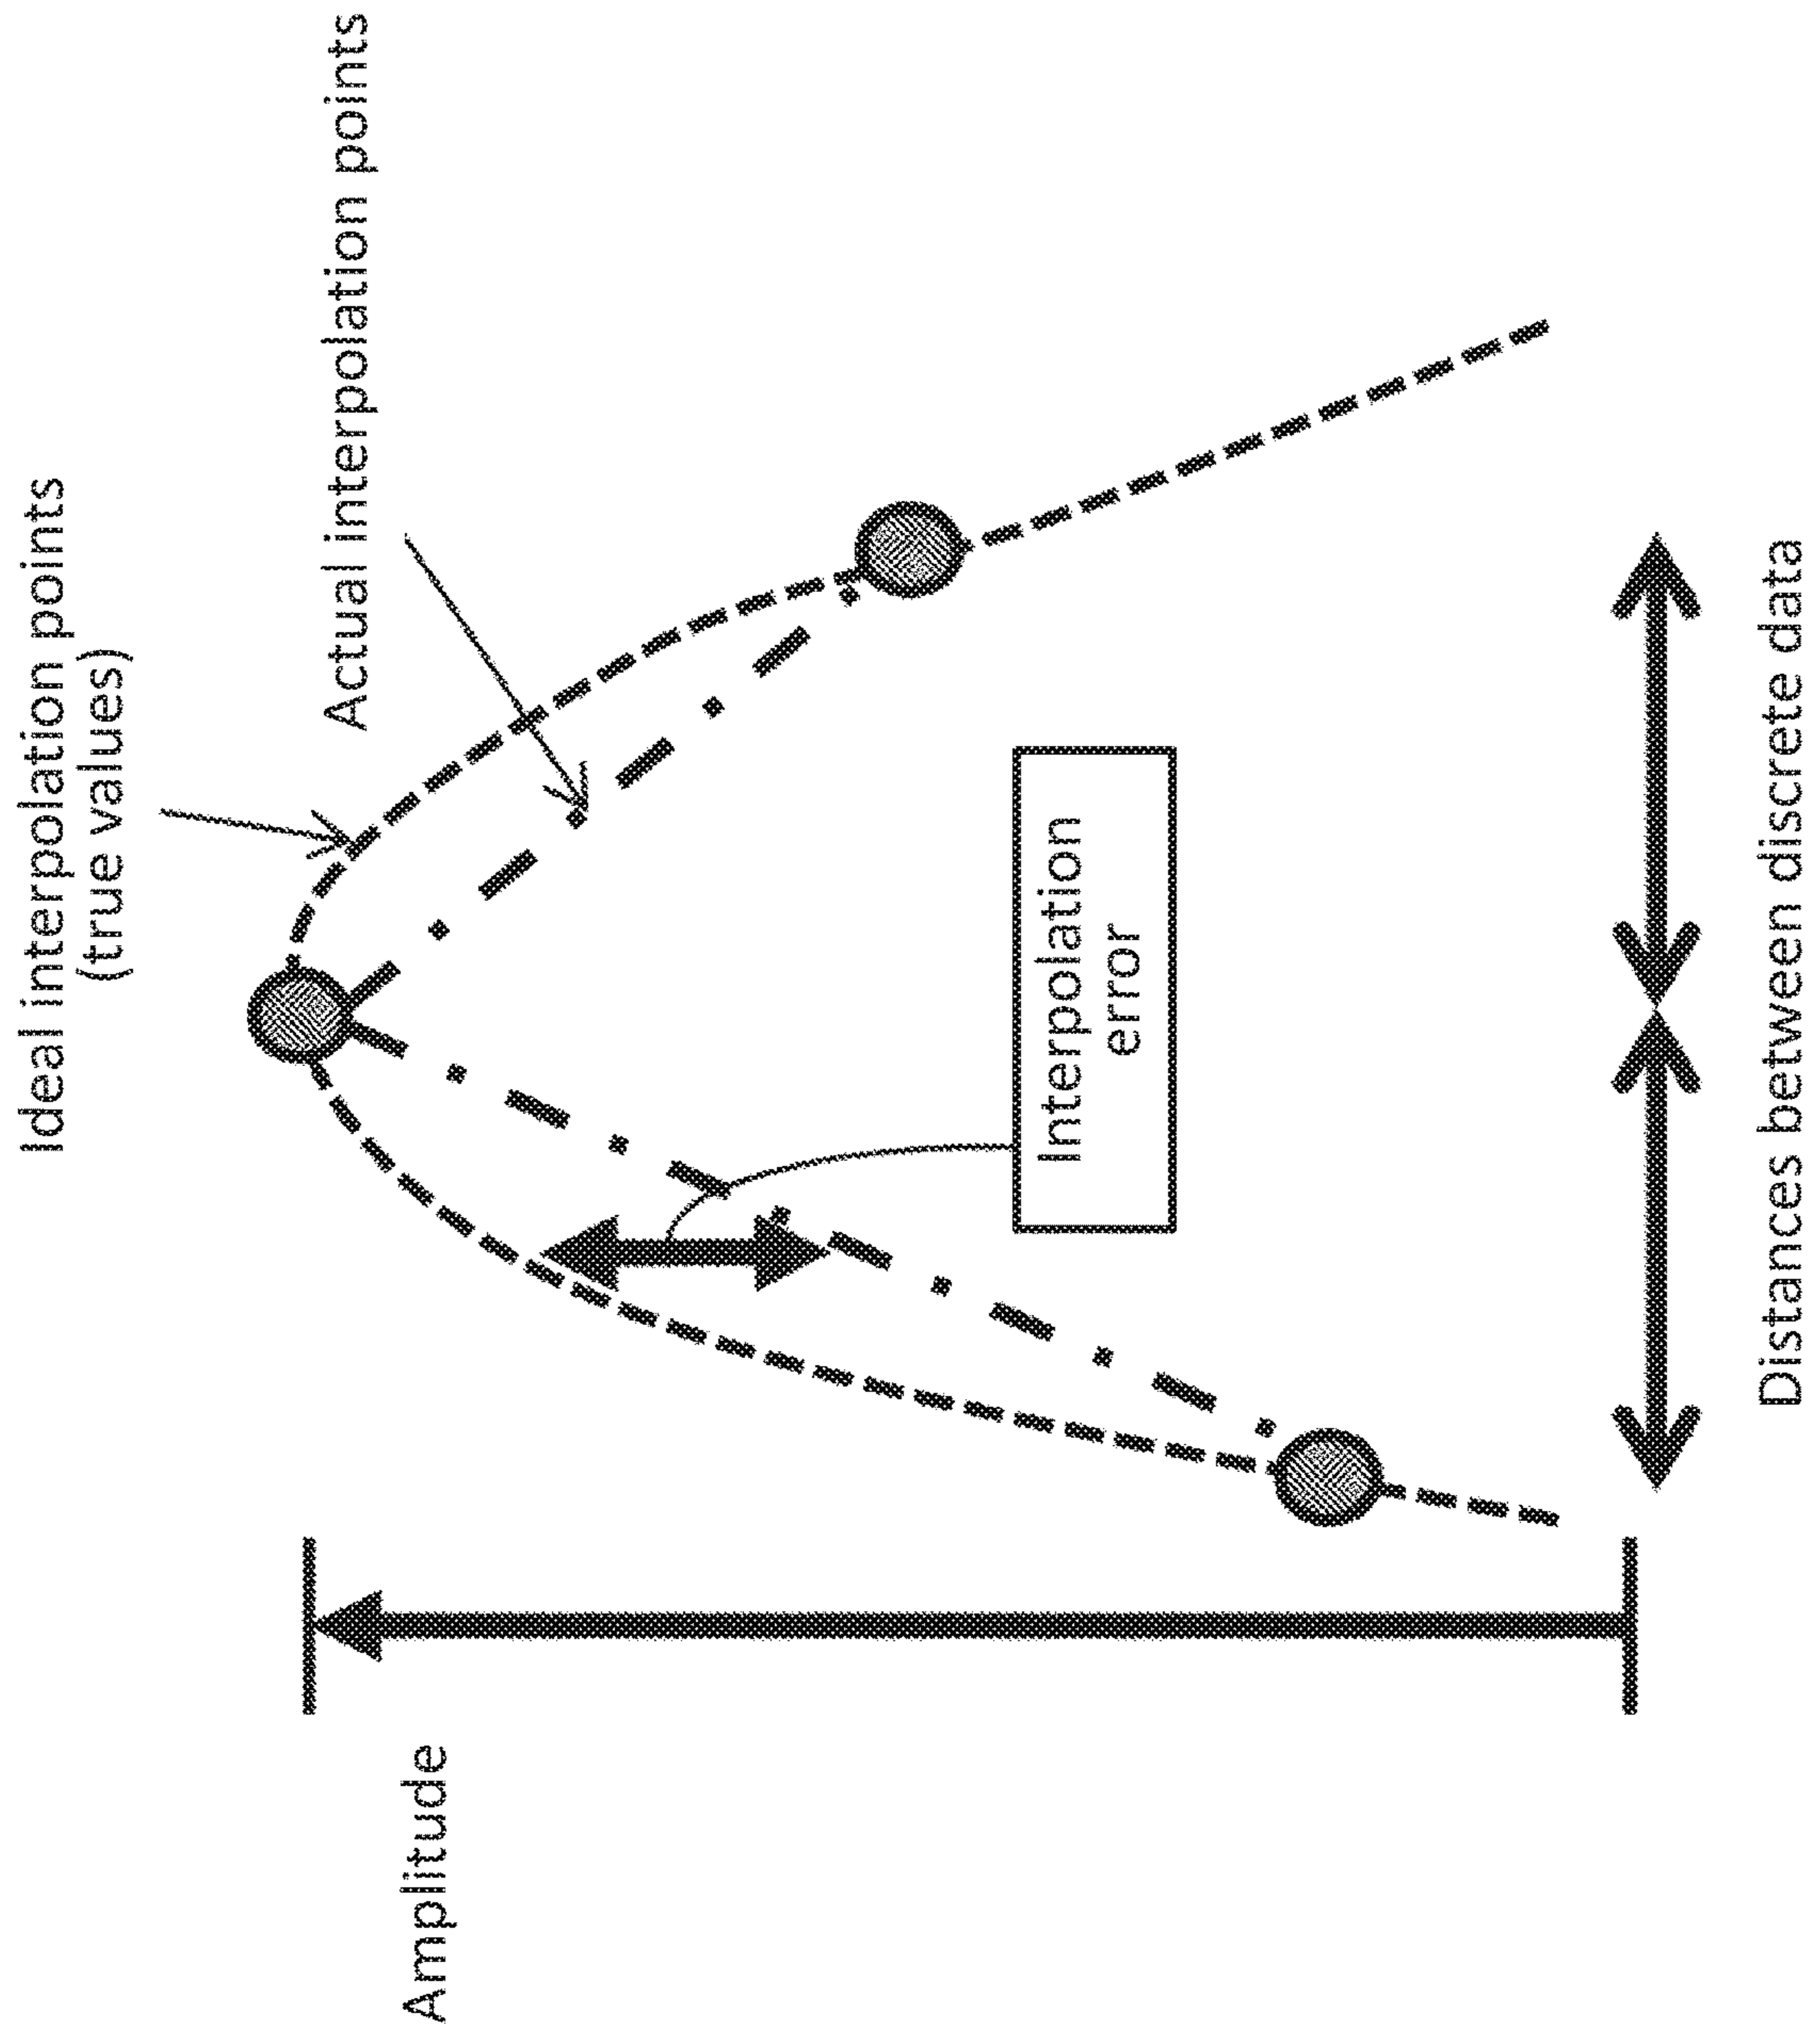 Ideal interpolation points
(true values)
Actual interpolation points
Amplitude
Interpolation
error
Distances between discrete data